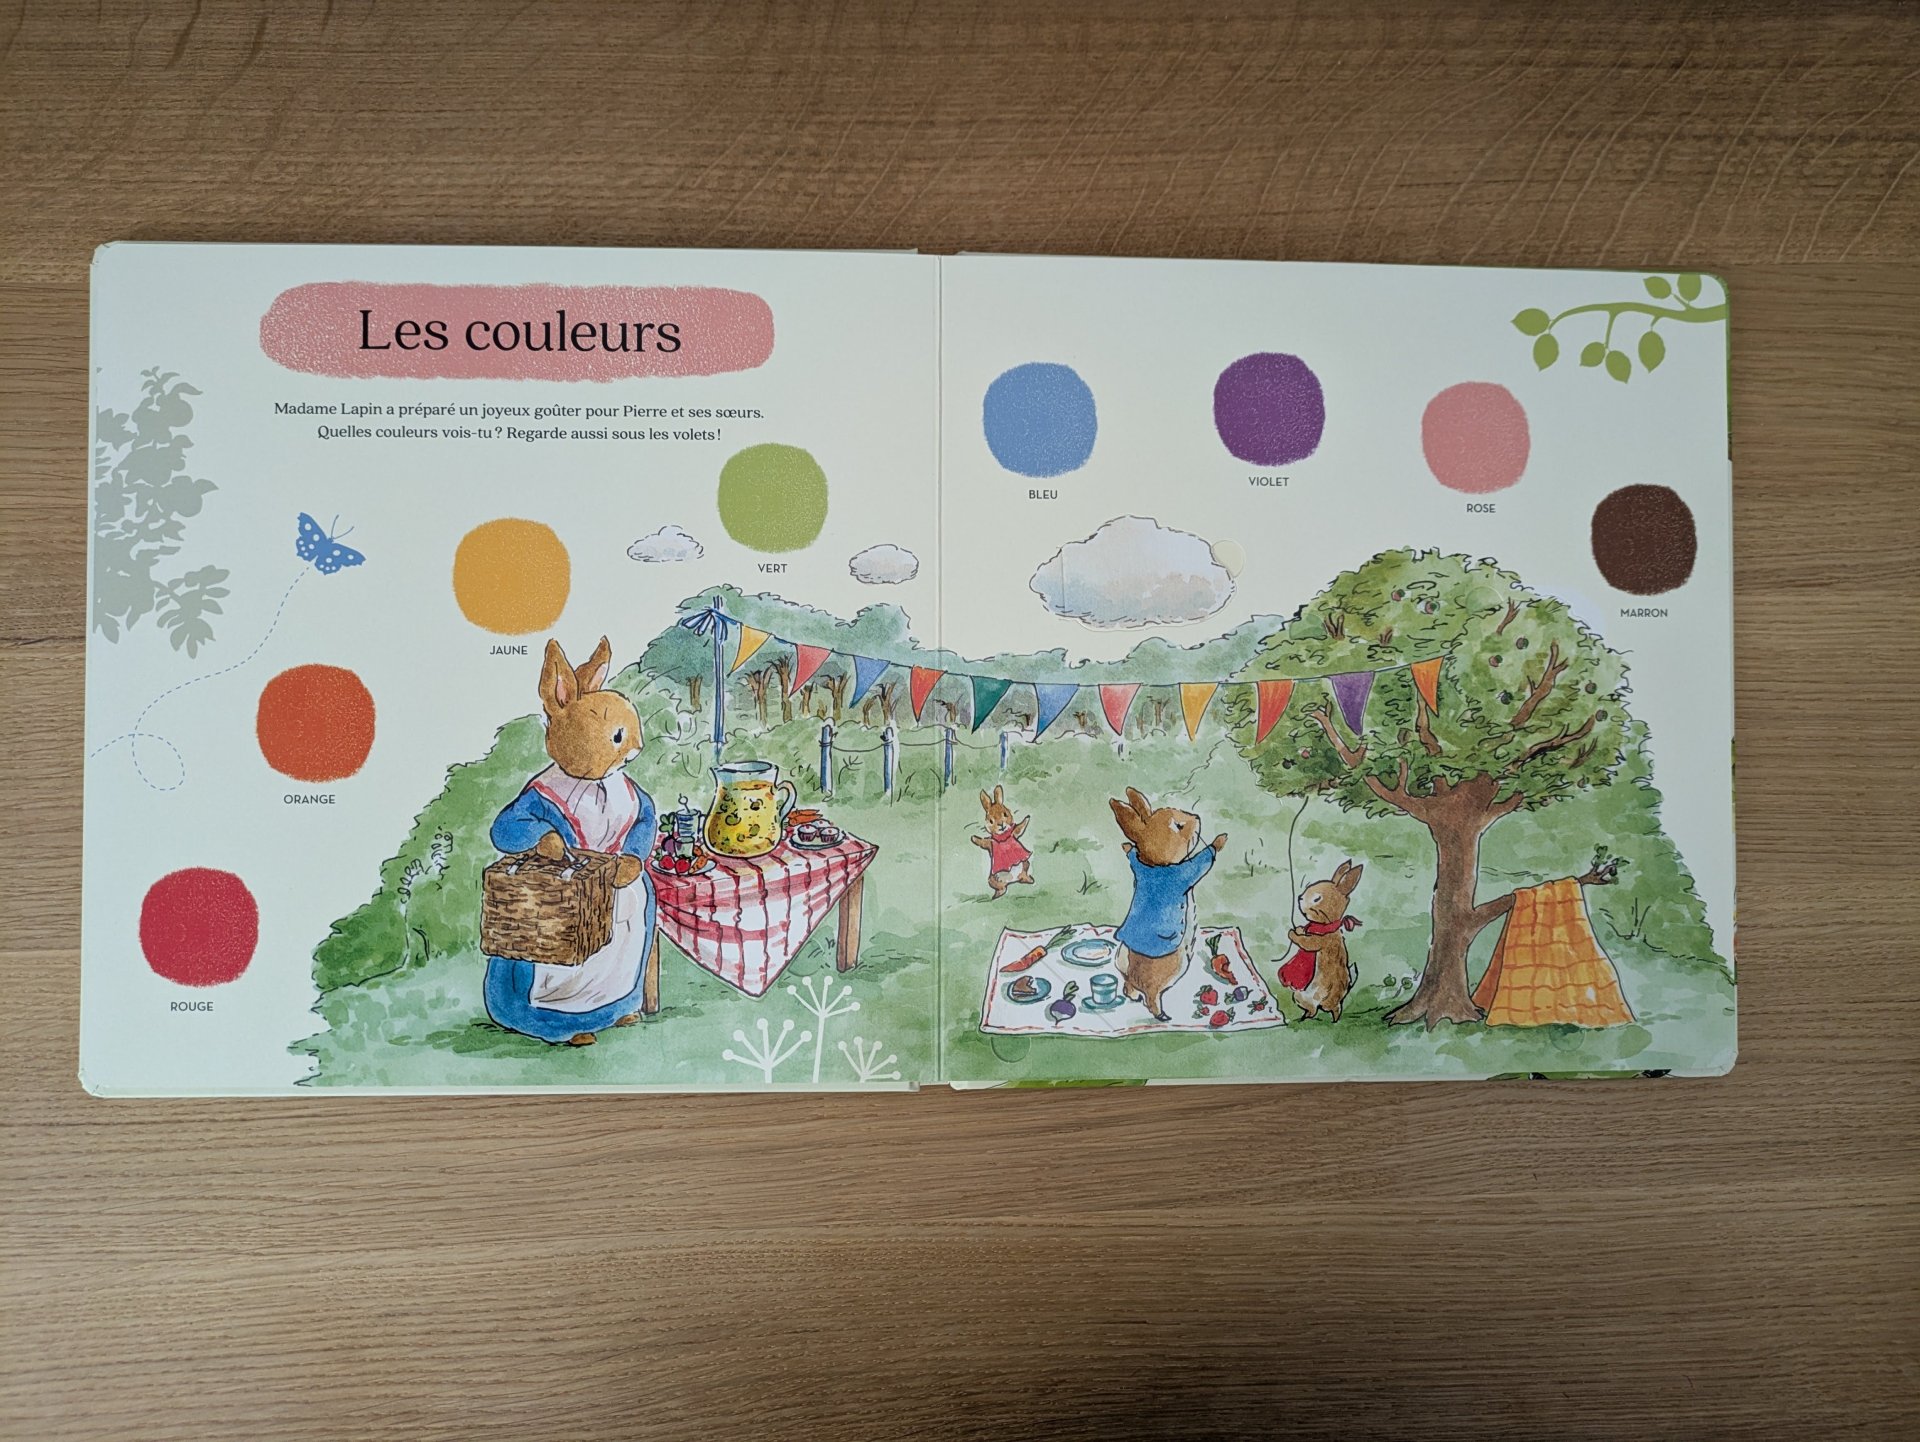 Les couleurs
Madame Lapin a préparé un joyeux goûter pour Pierre et ses sœurs.
Quelles couleurs vois-tu ? Regarde aussi sous les volets !
ROUGE
ORANGE
JAUNE
VERT
BLEU
VIOLET
ROSE
MARRON